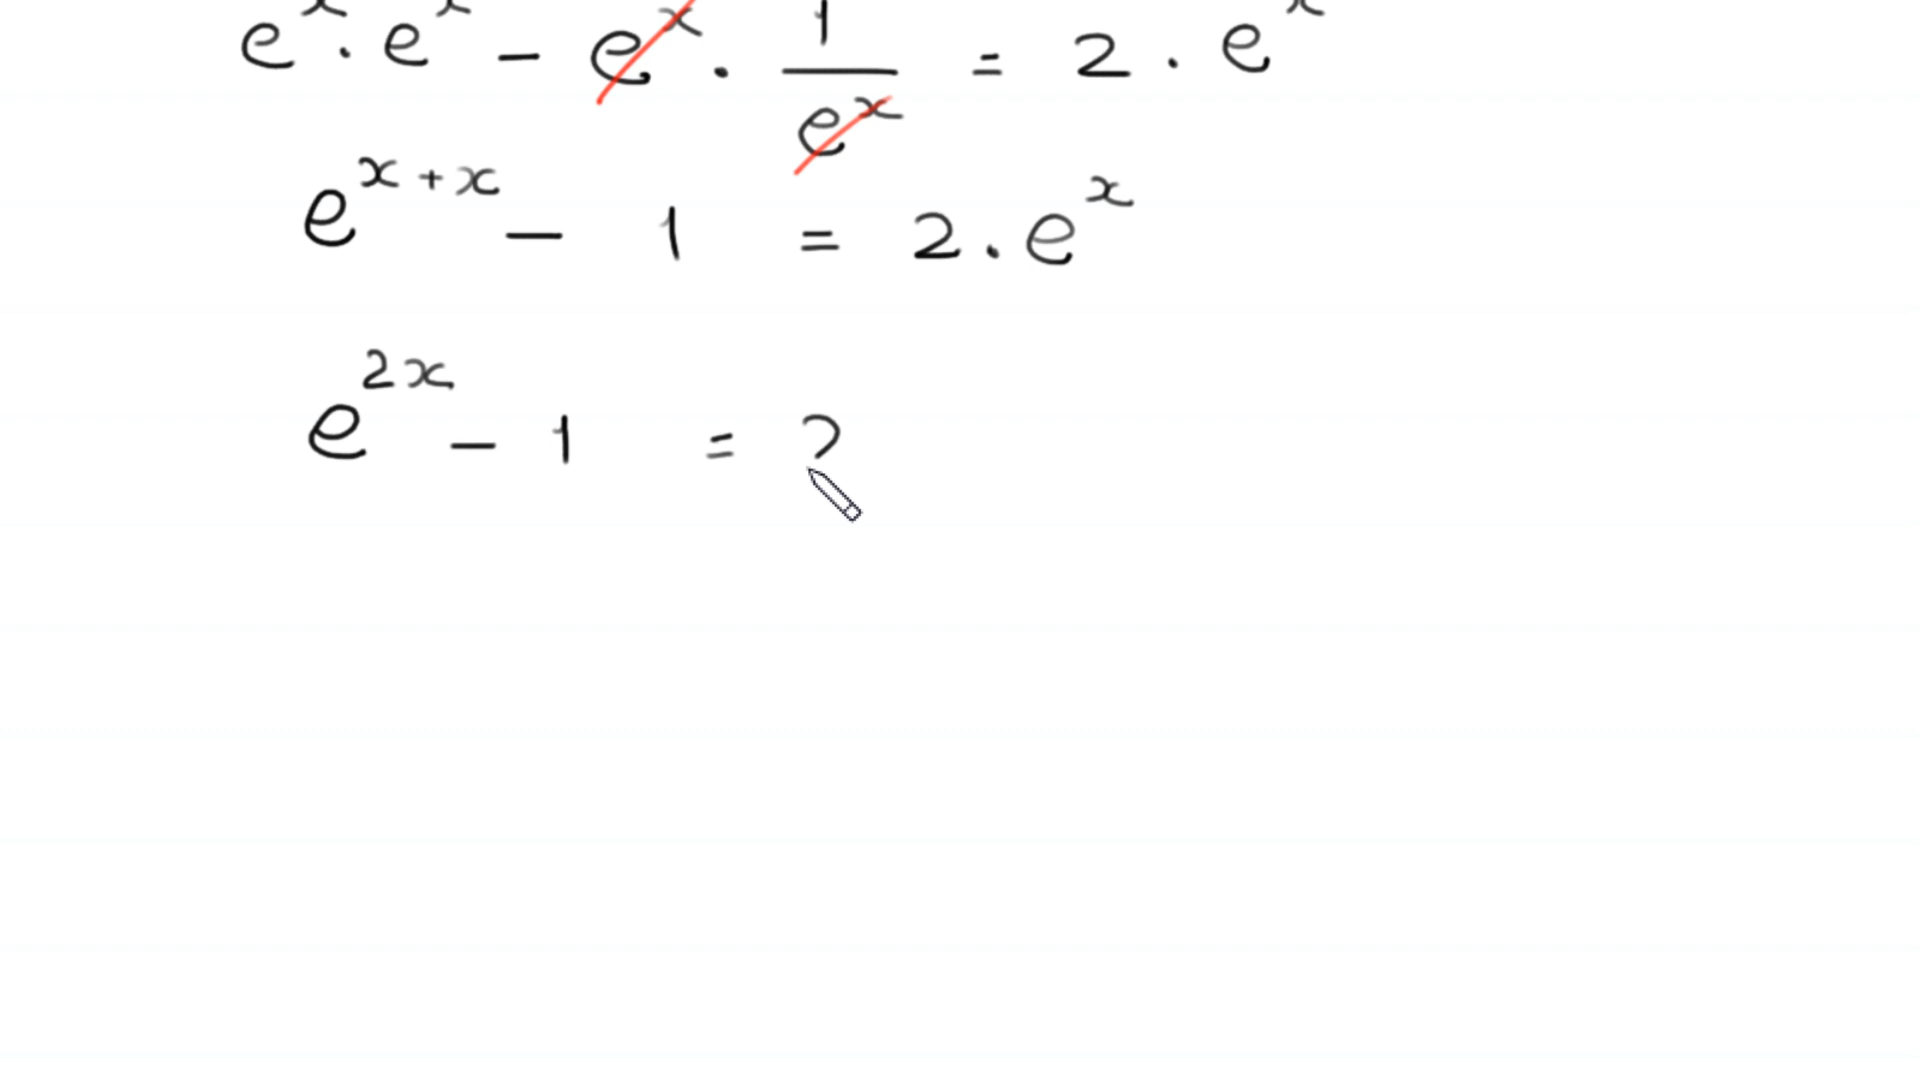 e^x · e^x - e^x · 1/e^x = 2 · e^x
e^{x+x} - 1 = 2 · e^x
e^{2x} - 1 = ?